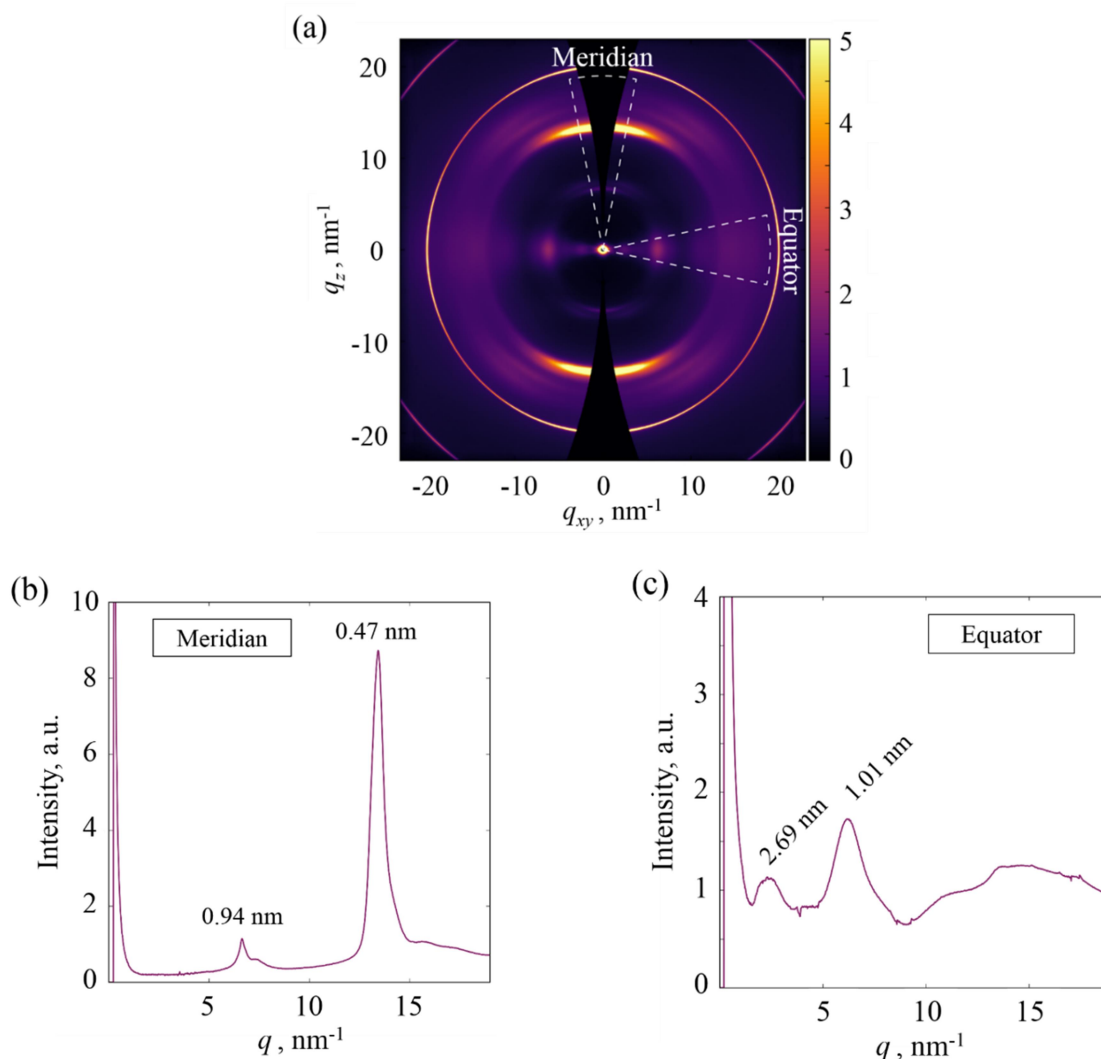 (a)
Meridian
Equator
20
10
0
-10
-20
q_z, nm⁻¹
-20 -10 0 10 20
q_xy, nm⁻¹
5
4
3
2
1
0
(b)
Meridian
0.47 nm
0.94 nm
10
8
6
4
2
0
Intensity, a.u.
5 10 15
q, nm⁻¹
(c)
Equator
2.69 nm
1.01 nm
4
3
2
1
0
Intensity, a.u.
5 10 15
q, nm⁻¹